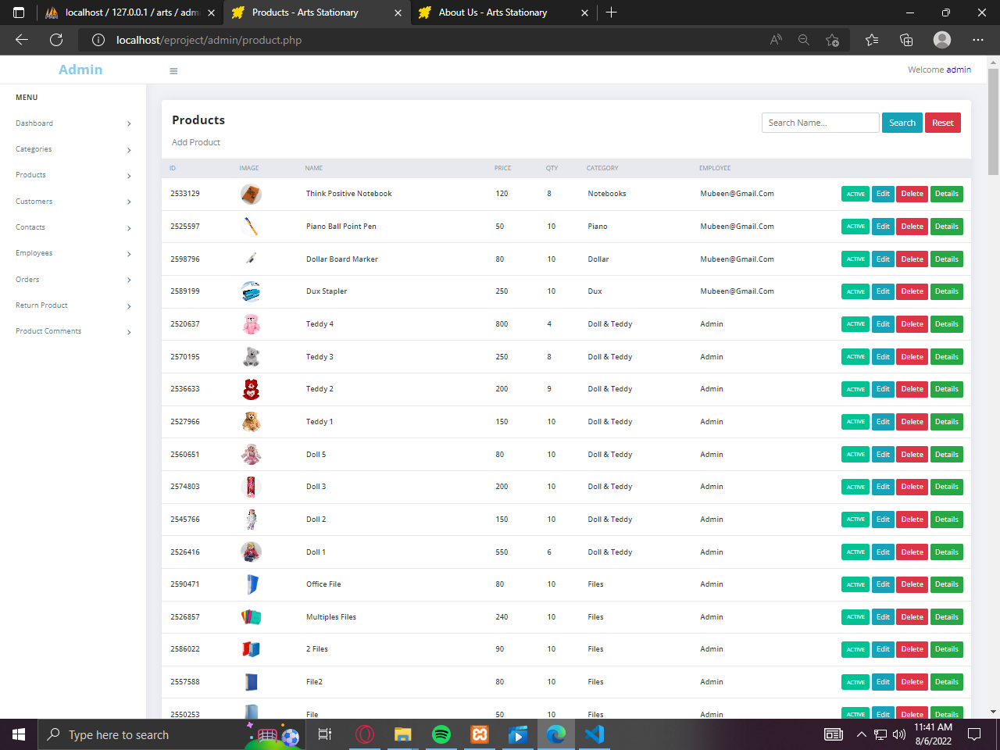 localhost / 127.0.0.1 / arts / adm
Products - Arts Stationary
About Us - Arts Stationary
localhost/eproject/admin/product.php
Admin
Welcome admin
MENU
Dashboard
Categories
Products
Customers
Contacts
Employees
Orders
Return Product
Product Comments
Products
Search Name...
Search
Reset
Add Product
ID IMAGE NAME PRICE QTY CATEGORY EMPLOYEE
2533129 Think Positive Notebook 120 8 Notebooks Mubeen@Gmail.Com ACTIVE Edit Delete Details
2525597 Piano Ball Point Pen 50 10 Piano Mubeen@Gmail.Com ACTIVE Edit Delete Details
2598796 Dollar Board Marker 80 10 Dollar Mubeen@Gmail.Com ACTIVE Edit Delete Details
2589199 Dux Stapler 250 10 Dux Mubeen@Gmail.Com ACTIVE Edit Delete Details
2520637 Teddy 4 800 4 Doll & Teddy Admin ACTIVE Edit Delete Details
2570195 Teddy 3 250 8 Doll & Teddy Admin ACTIVE Edit Delete Details
2536633 Teddy 2 200 9 Doll & Teddy Admin ACTIVE Edit Delete Details
2527966 Teddy 1 150 10 Doll & Teddy Admin ACTIVE Edit Delete Details
2560651 Doll 5 80 10 Doll & Teddy Admin ACTIVE Edit Delete Details
2574803 Doll 3 200 10 Doll & Teddy Admin ACTIVE Edit Delete Details
2545766 Doll 2 150 10 Doll & Teddy Admin ACTIVE Edit Delete Details
2526416 Doll 1 550 6 Doll & Teddy Admin ACTIVE Edit Delete Details
2590471 Office File 80 10 Files Admin ACTIVE Edit Delete Details
2526857 Multiples Files 240 10 Files Admin ACTIVE Edit Delete Details
2586022 2 Files 90 10 Files Admin ACTIVE Edit Delete Details
2557588 File2 80 10 Files Admin ACTIVE Edit Delete Details
2550253 File 50 10 Files Admin ACTIVE Edit Delete Details
Type here to search
11:41 AM
8/6/2022